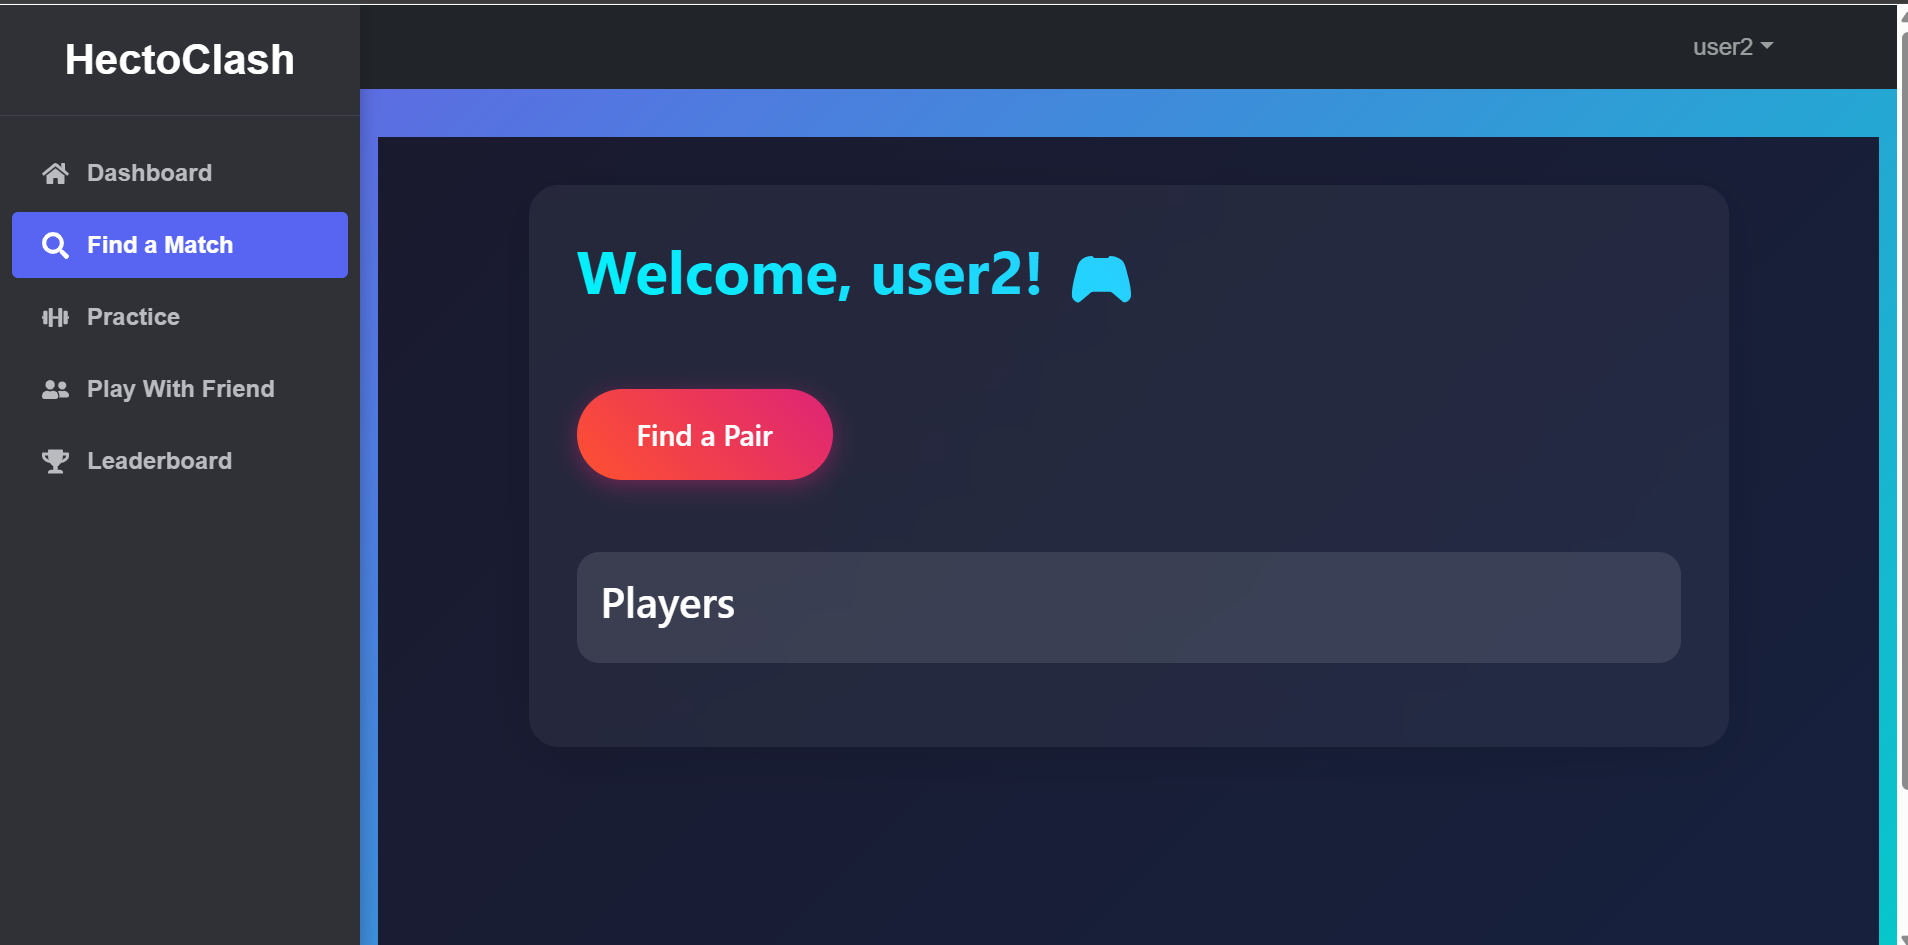 HectoClash
user2
Dashboard
Find a Match
Practice
Play With Friend
Leaderboard
Welcome, user2!
Find a Pair
Players